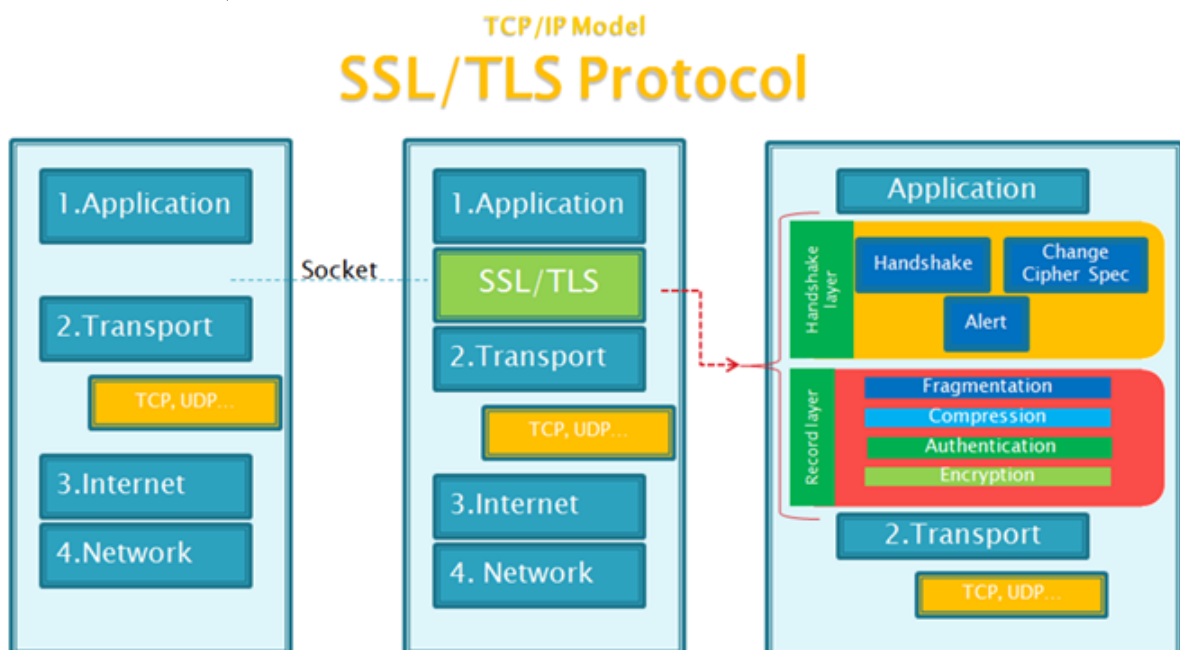 TCP/IP Model
SSL/TLS Protocol
1.Application
Socket
2.Transport
TCP, UDP...
3.Internet
4.Network
1.Application
SSL/TLS
2.Transport
TCP, UDP...
3.Internet
4. Network
Application
Handshake
layer
Handshake
Change
Cipher Spec
Alert
Record layer
Fragmentation
Compression
Authentication
Encryption
2.Transport
TCP, UDP...